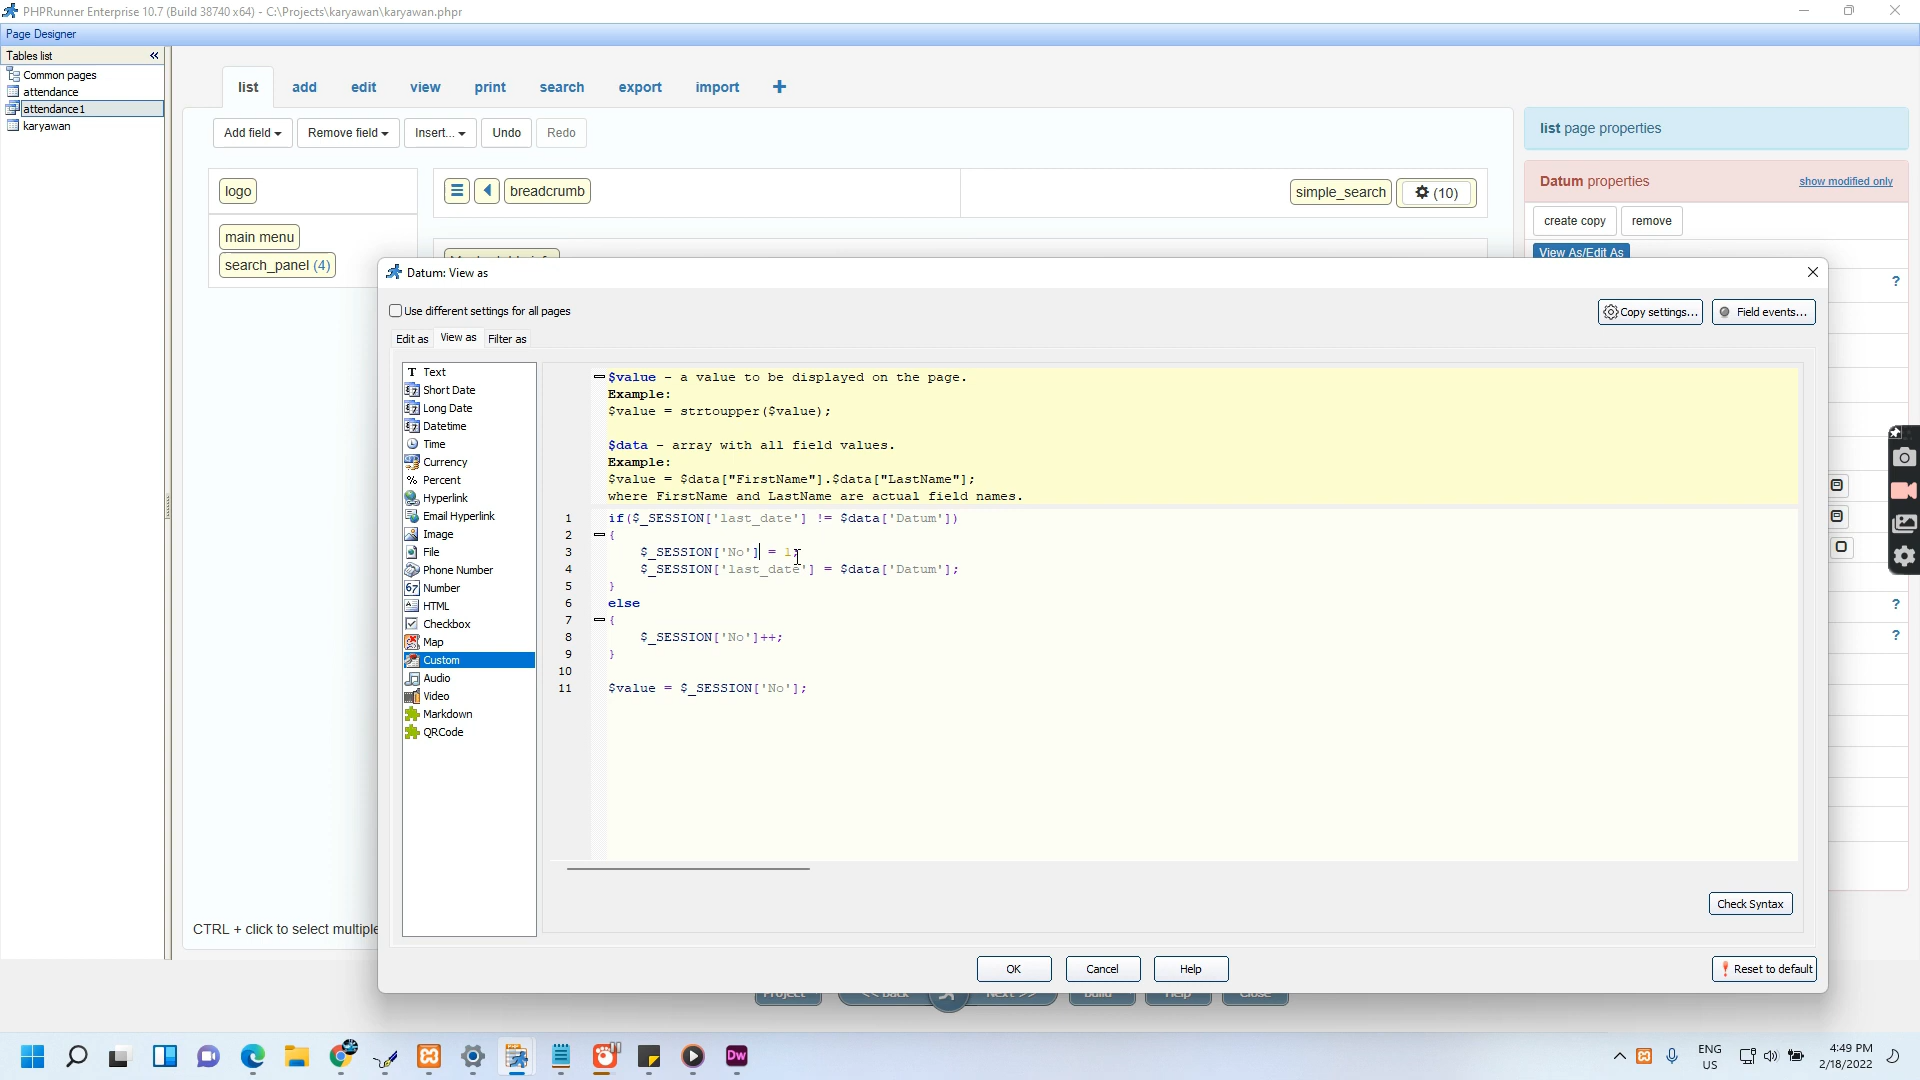 PHPRunner Enterprise 10.7 (Build 38740 x64) - C:\Projects\karyawan\karyawan.phpr
Page Designer
Tables list
Common pages
attendance
attendance1
karyawan
list
add
edit
view
print
search
export
import
Add field
Remove field
Insert...
Undo
Redo
logo
breadcrumb
simple_search
(10)
main menu
search_panel (4)
list page properties
Datum properties
show modified only
create copy
remove
View As/Edit As
?
?
?
Datum: View as
Use different settings for all pages
Copy settings...
Field events...
Edit as
View as
Filter as
Text
Short Date
Long Date
Datetime
Time
Currency
Percent
Hyperlink
Email Hyperlink
Image
File
Phone Number
Number
HTML
Checkbox
Map
Custom
Audio
Video
Markdown
QRCode
$value - a value to be displayed on the page.
Example:
$value = strtoupper($value);
$data - array with all field values.
Example:
$value = $data["FirstName"].$data["LastName"];
where FirstName and LastName are actual field names.
1 if($_SESSION['last_date'] != $data['Datum'])
2 {
3 $_SESSION['No'] = 1;
4 $_SESSION['last_date'] = $data['Datum'];
5 }
6 else
7 {
8 $_SESSION['No']++;
9 }
10
11 $value = $_SESSION['No'];
Check Syntax
OK
Cancel
Help
Reset to default
CTRL + click to select multiple
Project
<< Back
Next >>
Build
Help
Close
Dw
ENG
US
4:49 PM
2/18/2022